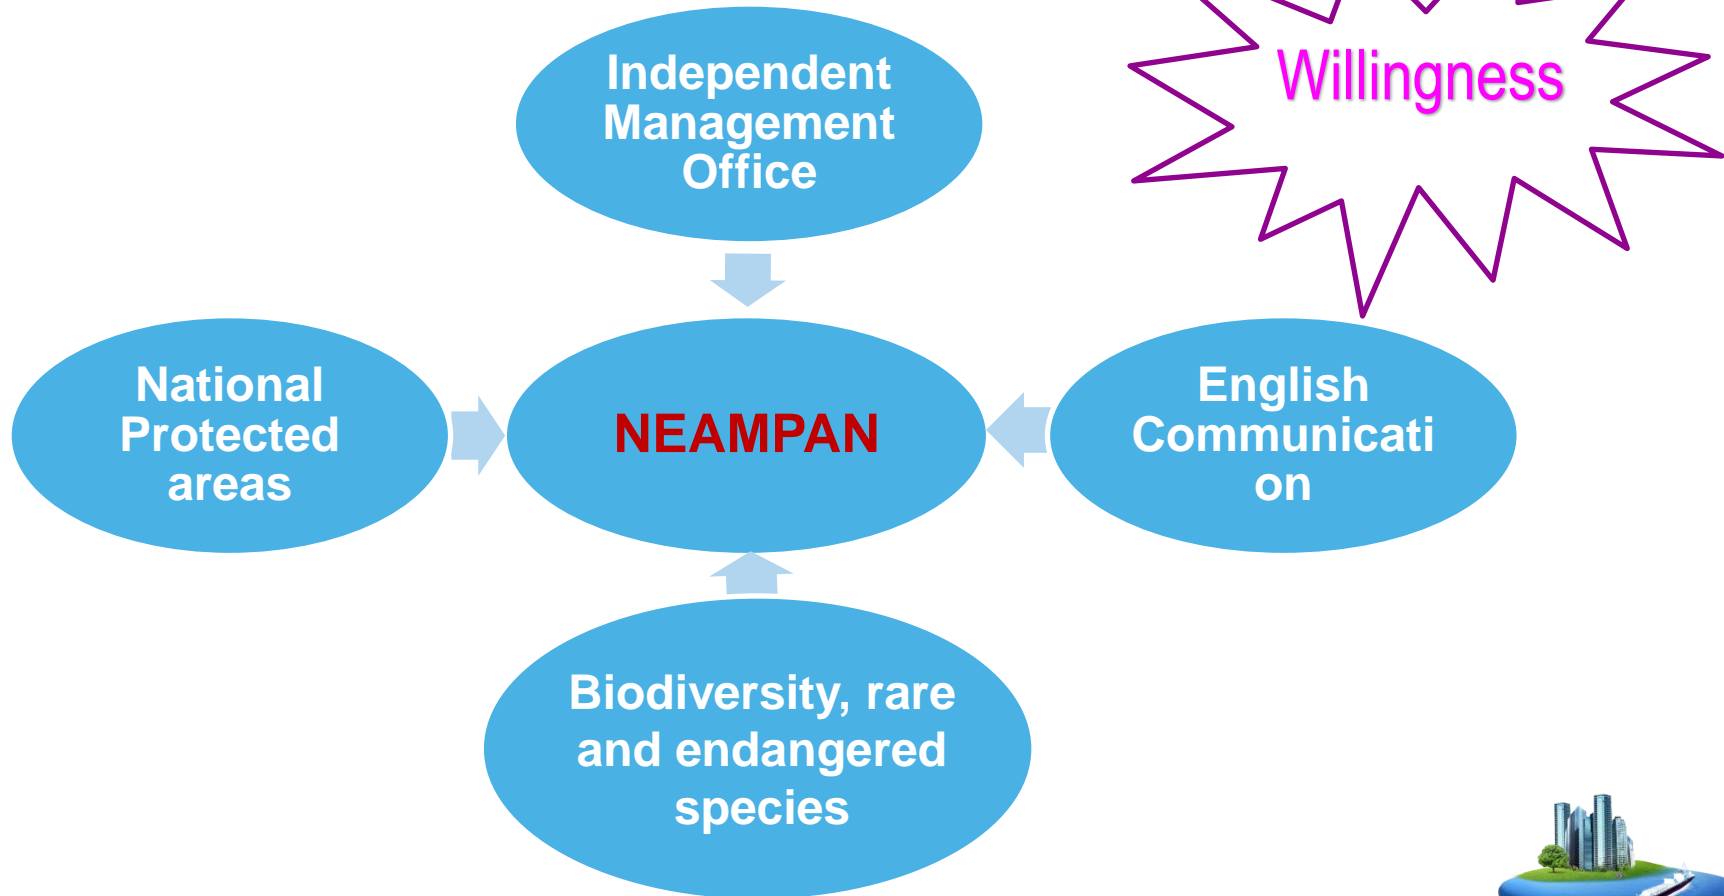 Independent
Management
Office
Willingness
National
Protected
areas
NEAMPAN
English
Communicati
on
Biodiversity, rare
and endangered
species